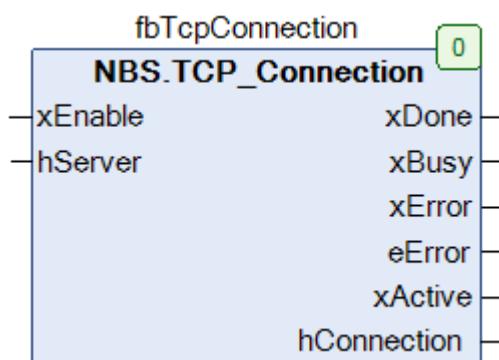 fbTcpConnection
0
NBS.TCP_Connection
xEnable xDone
hServer xBusy
xError
eError
xActive
hConnection